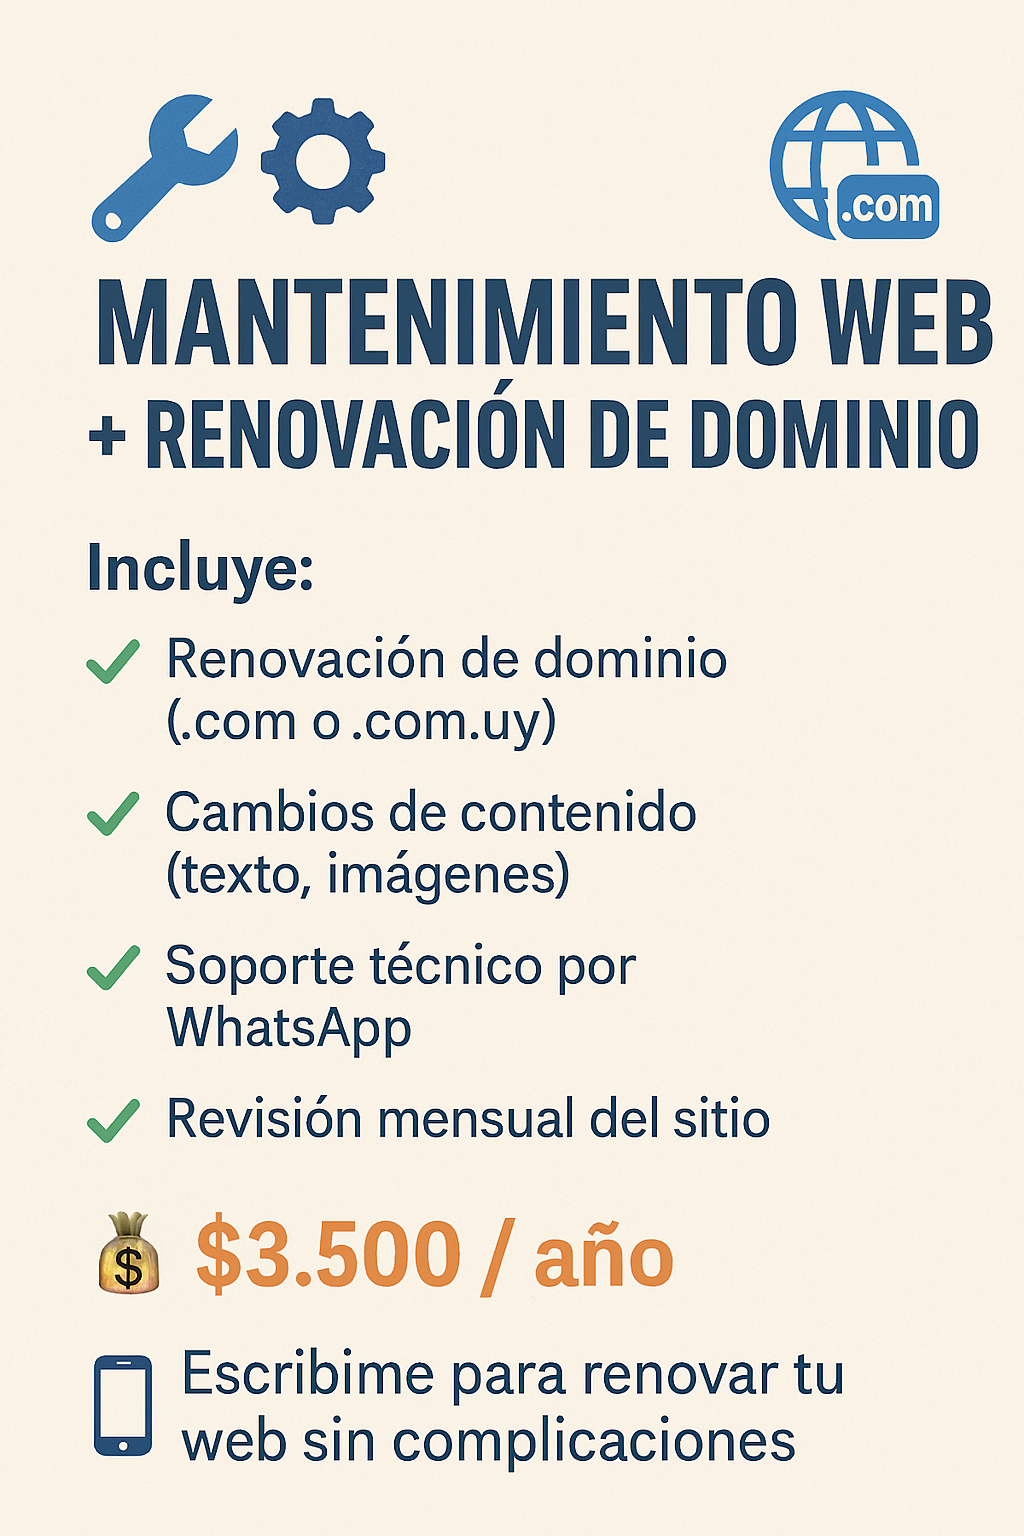 .com
MANTENIMIENTO WEB
+ RENOVACIÓN DE DOMINIO
Incluye:
Renovación de dominio
(.com o .com.uy)
Cambios de contenido
(texto, imágenes)
Soporte técnico por
WhatsApp
Revisión mensual del sitio
$
$3.500 / año
Escribime para renovar tu
web sin complicaciones